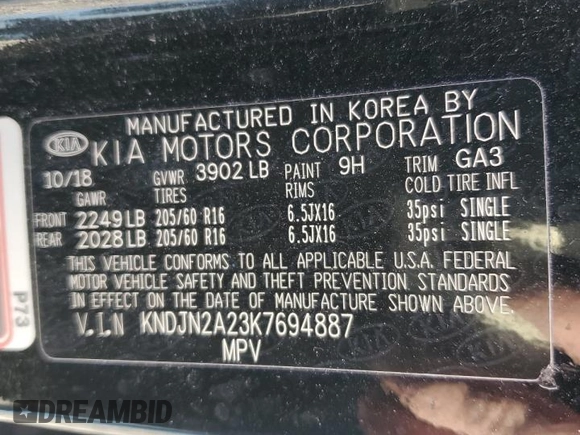 MANUFACTURED IN KOREA BY
KIA KIA MOTORS CORPORATION
10/18 GVWR 3902 LB PAINT 9H TRIM GA3
GAWR TIRES RIMS COLD TIRE INFL
FRONT 2249 LB 205/60 R16 6.5JX16 35psi SINGLE
REAR 2028 LB 205/60 R16 6.5JX16 35psi SINGLE
THIS VEHICLE CONFORMS TO ALL APPLICABLE U.S.A. FEDERAL
MOTOR VEHICLE SAFETY AND THEFT PREVENTION STANDARDS
IN EFFECT ON THE DATE OF MANUFACTURE SHOWN ABOVE.
V.I.N KNDJN2A23K7694887
MPV
P73
DREAMBID